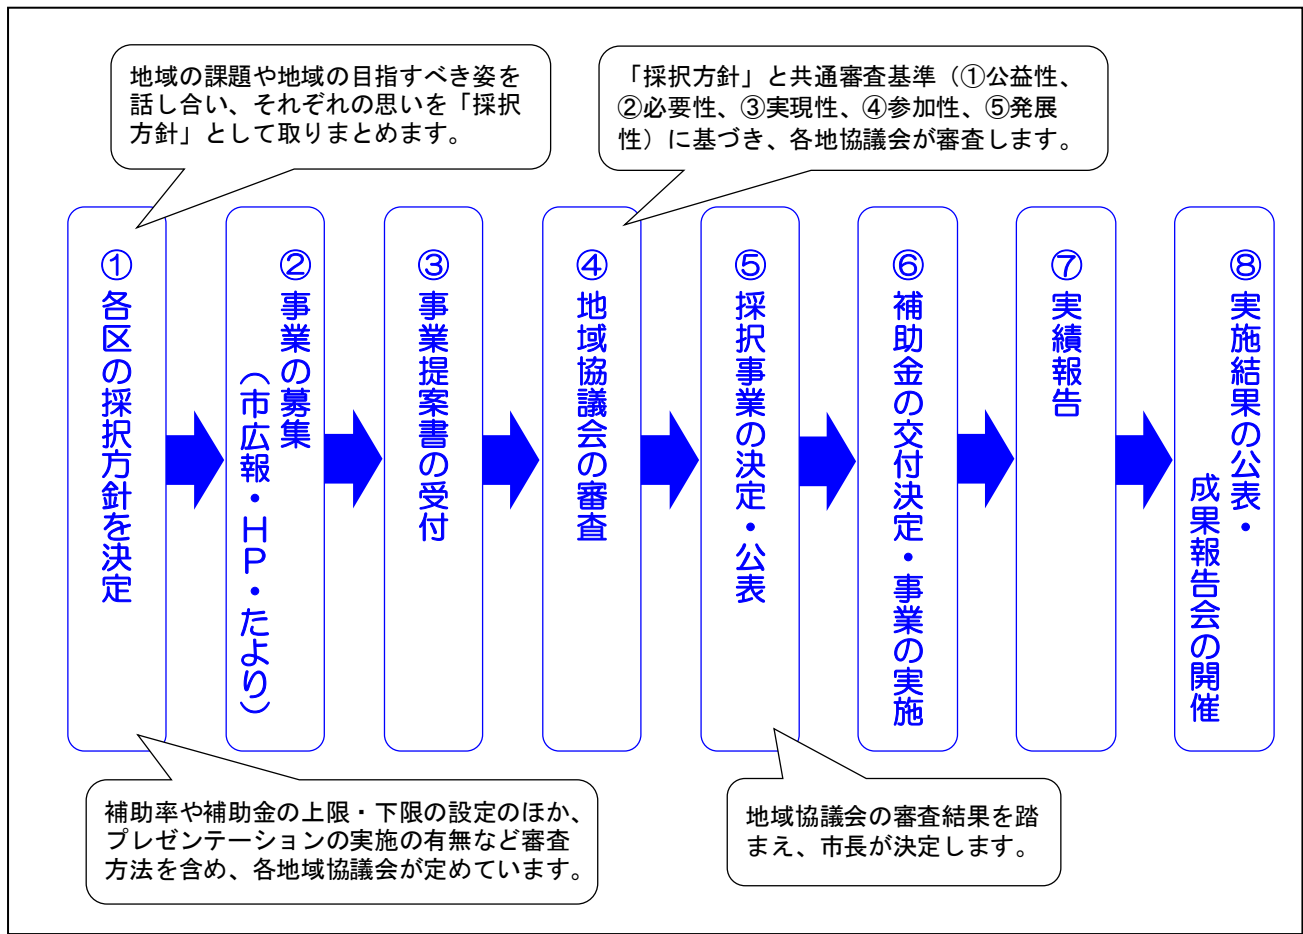 地域の課題や地域の目指すべき姿を
話し合い、それぞれの思いを「採択
方針」として取りまとめます。
「採択方針」と共通審査基準（①公益性、
②必要性、③実現性、④参加性、⑤発展
性）に基づき、各地協議会が審査します。
①各区の採択方針を決定
②事業の募集
（市広報・ＨＰ・たより）
③事業提案書の受付
④地域協議会の審査
⑤採択事業の決定・公表
⑥補助金の交付決定・事業の実施
⑦実績報告
⑧実施結果の公表・
成果報告会の開催
補助率や補助金の上限・下限の設定のほか、
プレゼンテーションの実施の有無など審査
方法を含め、各地域協議会が定めています。
地域協議会の審査結果を踏
まえ、市長が決定します。